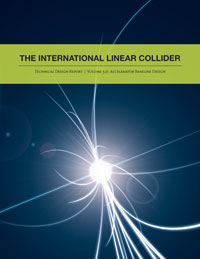 THE INTERNATIONAL LINEAR COLLIDER
Technical Design Report | Volume 3.II: Accelerator Baseline Design